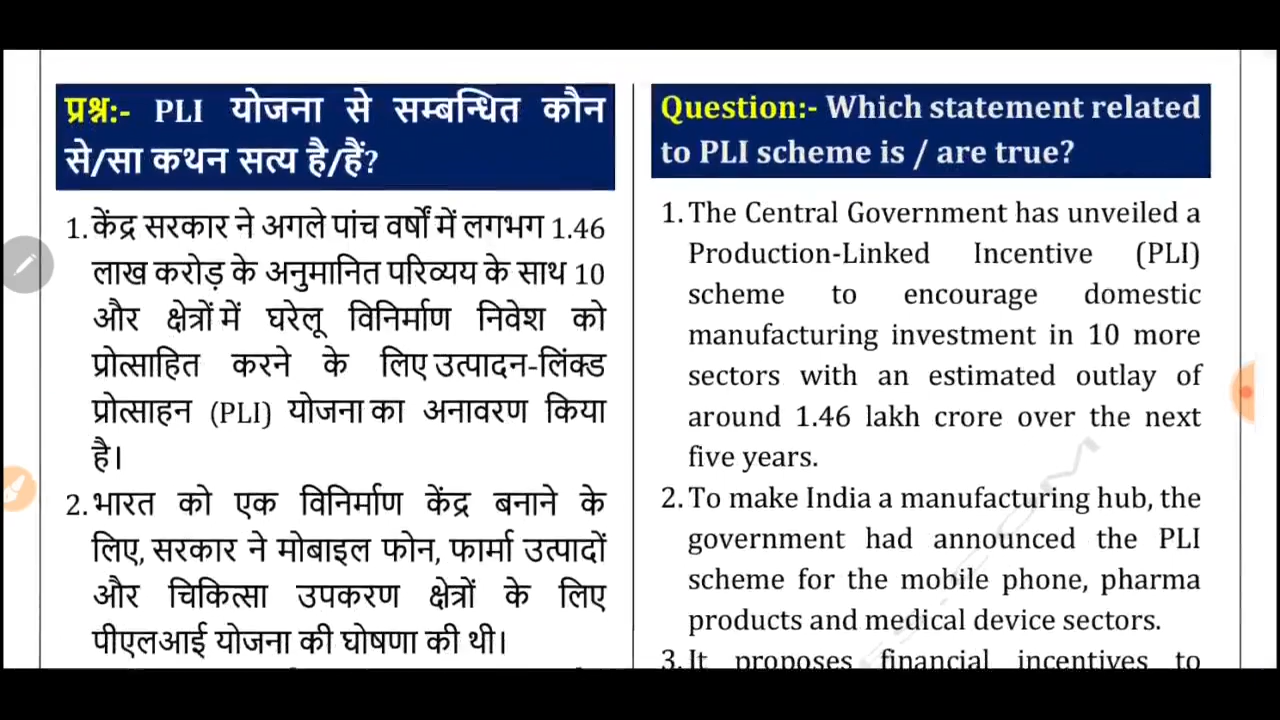 प्रश्न:- PLI योजना से सम्बन्धित कौन
से/सा कथन सत्य है/हैं?
1. केंद्र सरकार ने अगले पांच वर्षों में लगभग 1.46
लाख करोड़ के अनुमानित परिव्यय के साथ 10
और क्षेत्रों में घरेलू विनिर्माण निवेश को
प्रोत्साहित करने के लिए उत्पादन-लिंक्ड
प्रोत्साहन (PLI) योजना का अनावरण किया
है।
2. भारत को एक विनिर्माण केंद्र बनाने के
लिए, सरकार ने मोबाइल फोन, फार्मा उत्पादों
और चिकित्सा उपकरण क्षेत्रों के लिए
पीएलआई योजना की घोषणा की थी।
Question:- Which statement related
to PLI scheme is / are true?
1. The Central Government has unveiled a
Production-Linked Incentive (PLI)
scheme to encourage domestic
manufacturing investment in 10 more
sectors with an estimated outlay of
around 1.46 lakh crore over the next
five years.
2. To make India a manufacturing hub, the
government had announced the PLI
scheme for the mobile phone, pharma
products and medical device sectors.
3. It proposes financial incentives to